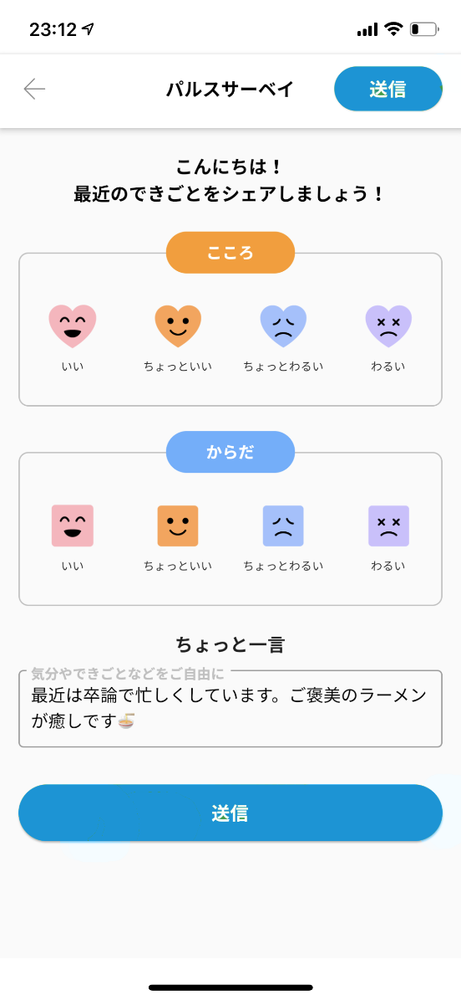 23:12
パルスサーベイ
送信
こんにちは！
最近のできごとをシェアしましょう！
こころ
いい ちょっといい ちょっとわるい わるい
からだ
いい ちょっといい ちょっとわるい わるい
ちょっと一言
気分やできごとなどをご自由に
最近は卒論で忙しくしています。ご褒美のラーメン
が癒しです🍜
送信